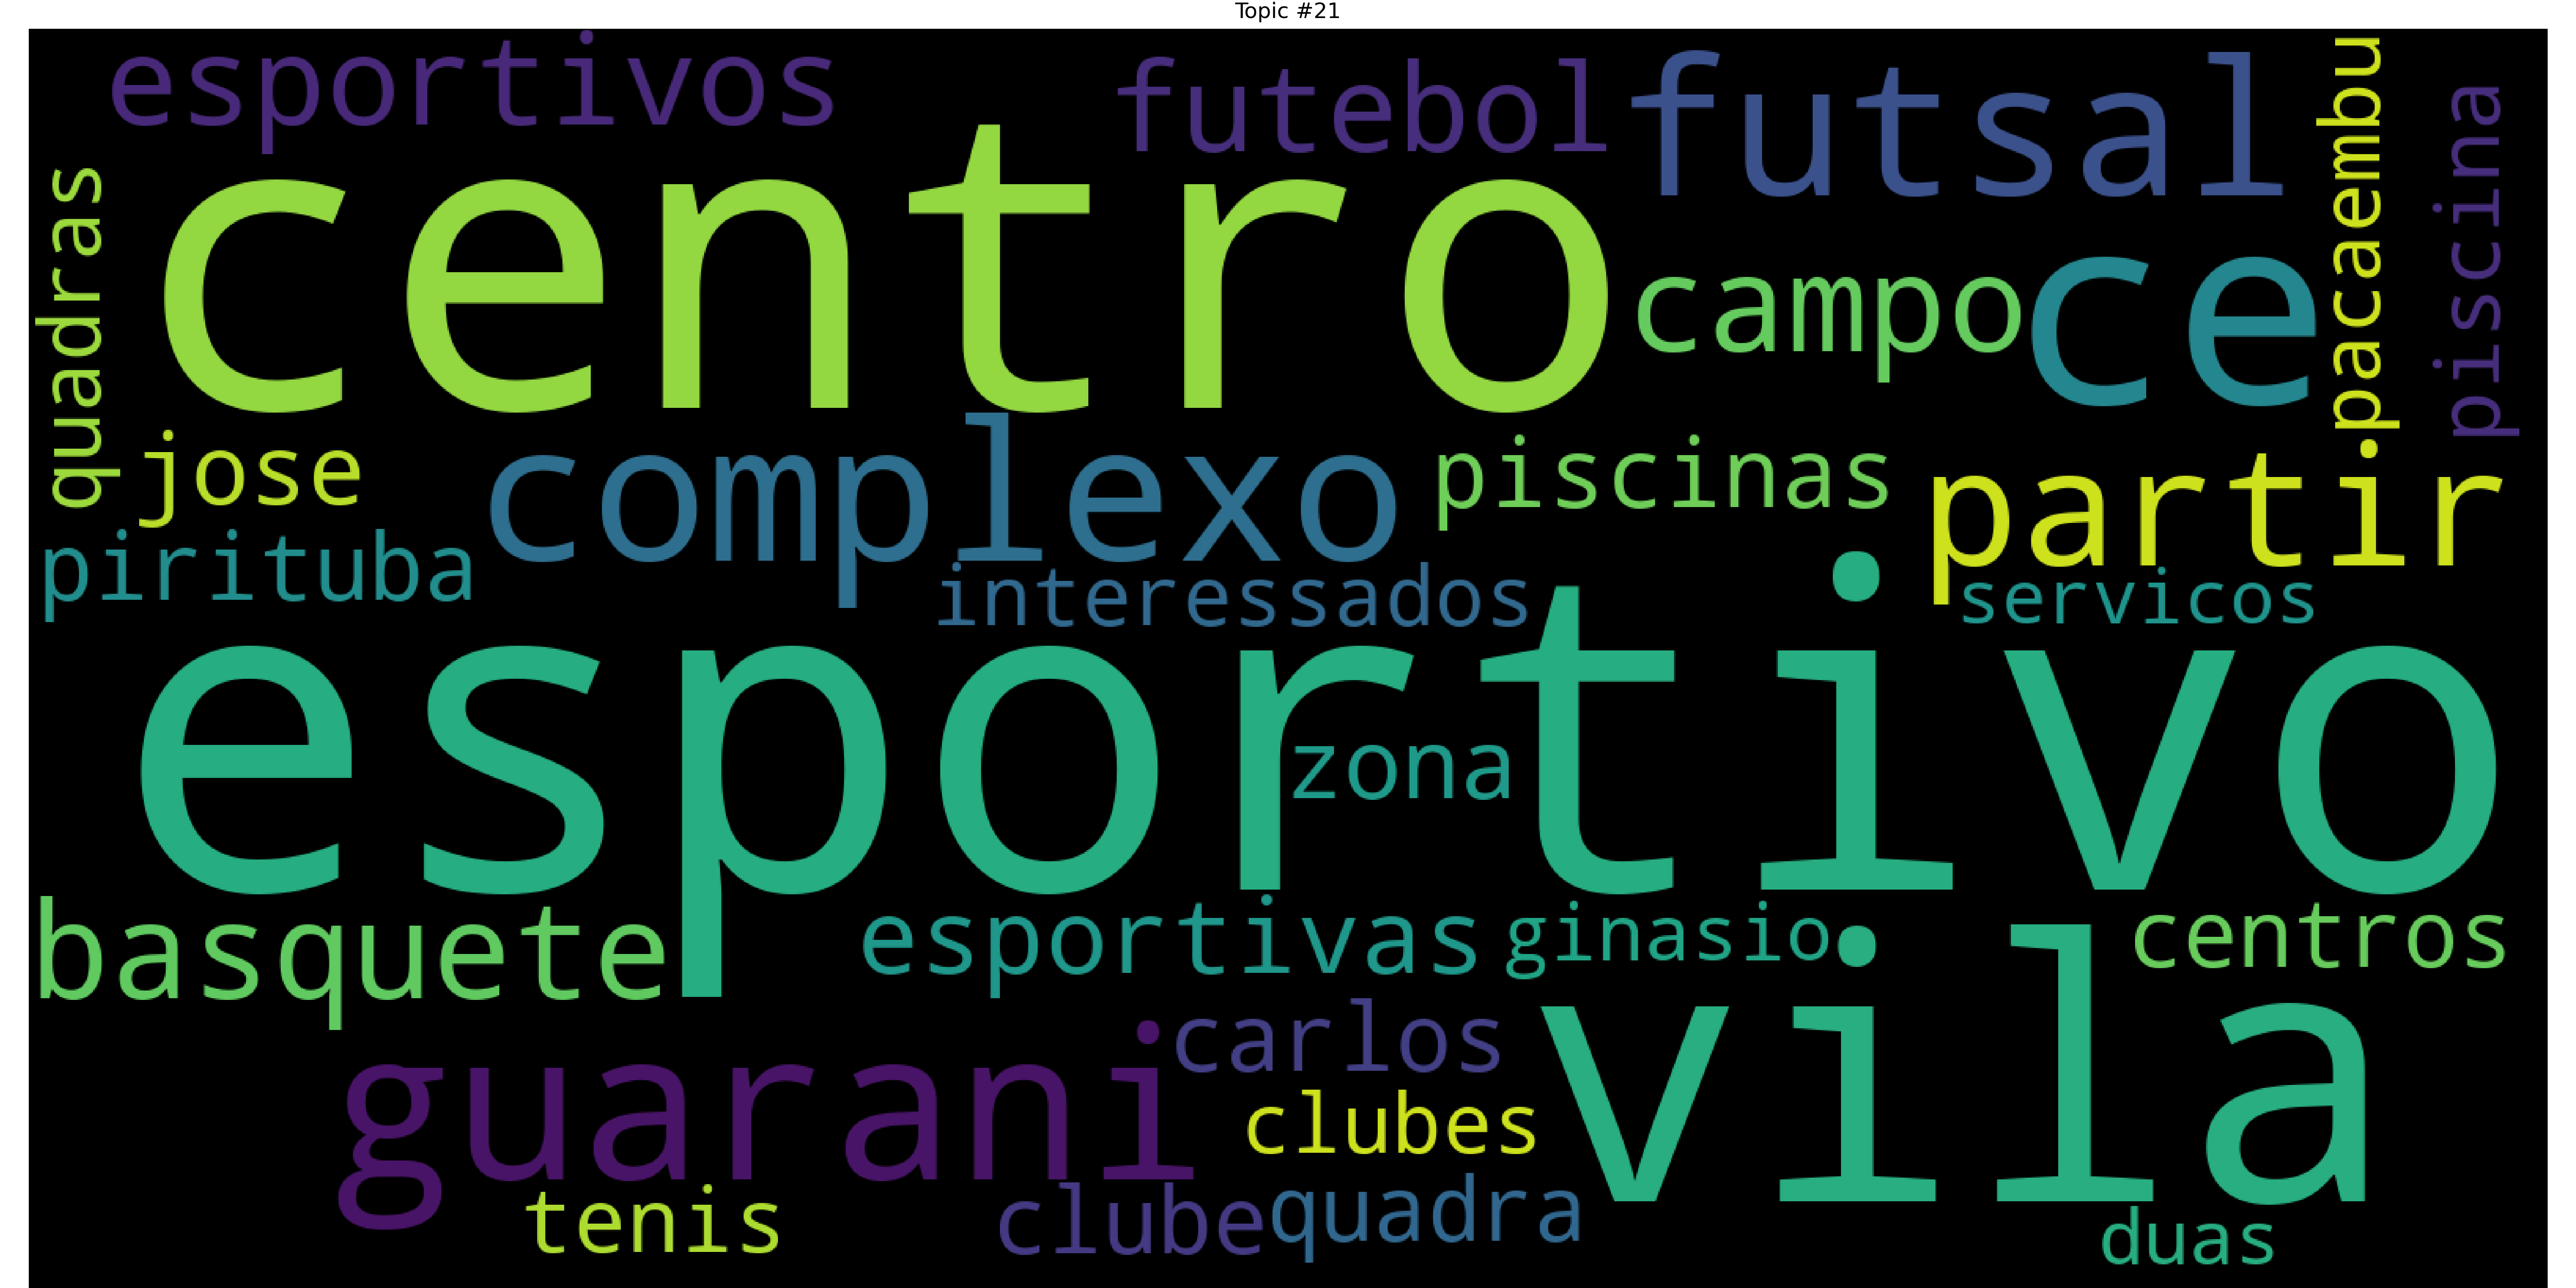 Topic #21
esportivos
futebol
futsal
pacaembu
piscina
quadras
centro
campo
ce
jose
complexo
piscinas
partir
pirituba
interessados
servicos
esportivo
zona
basquete
esportivas
ginasio
centros
guarani
carlos
vila
clubes
tenis
clube
quadra
duas